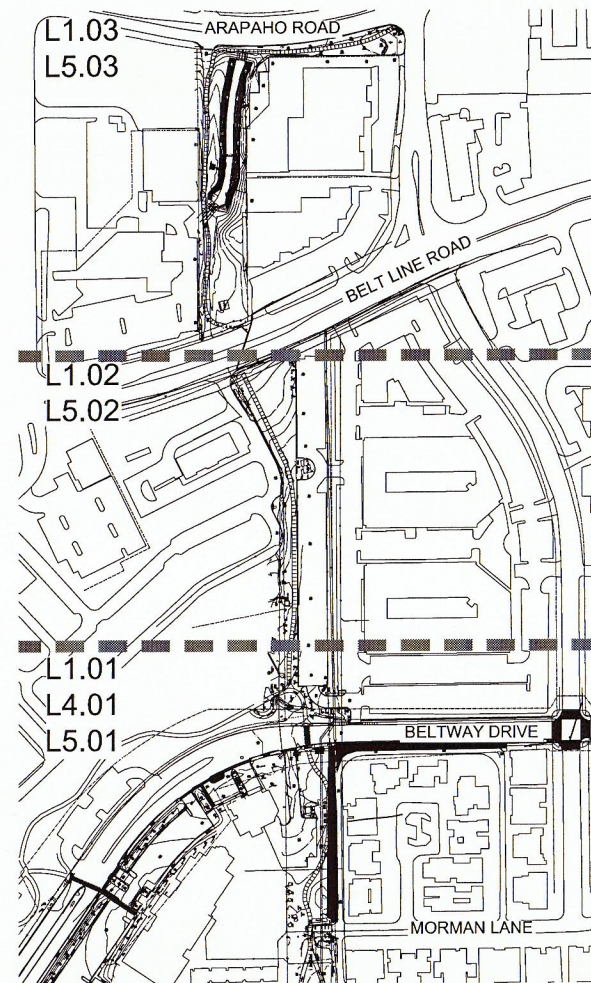 L1.03
ARAPAHO ROAD
L5.03
BELT LINE ROAD
L1.02
L5.02
L1.01
L4.01
L5.01
BELTWAY DRIVE
MORMAN LANE